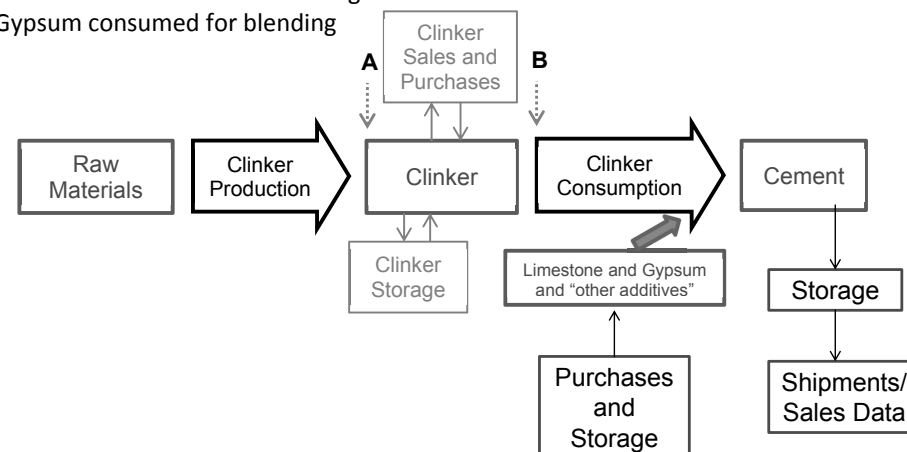 Gypsum consumed for blending
A
Clinker
Sales and
Purchases
B
Raw
Materials
Clinker
Production
Clinker
Clinker
Consumption
Cement
Clinker
Storage
Limestone and Gypsum
and “other additives”
Storage
Purchases
and
Storage
Shipments/
Sales Data